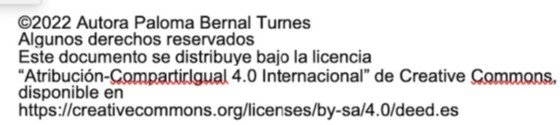 ©2022 Autora Paloma Bernal Turnes
Algunos derechos reservados
Este documento se distribuye bajo la licencia
“Atribución-CompartirIgual 4.0 Internacional” de Creative Commons,
disponible en
https://creativecommons.org/licenses/by-sa/4.0/deed.es